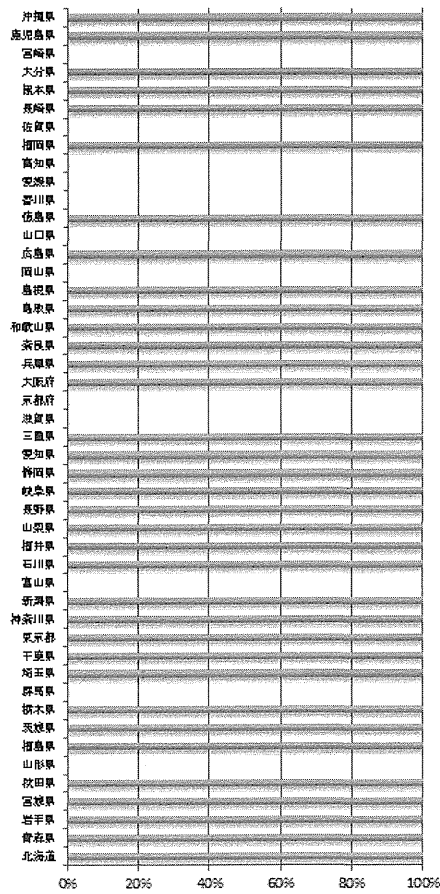 沖縄県
鹿児島県
宮崎県
大分県
熊本県
長崎県
佐賀県
福岡県
高知県
愛媛県
香川県
徳島県
山口県
広島県
岡山県
島根県
鳥取県
和歌山県
奈良県
兵庫県
大阪府
京都府
滋賀県
三重県
愛知県
静岡県
岐阜県
長野県
山梨県
福井県
石川県
富山県
新潟県
神奈川県
東京都
千葉県
埼玉県
群馬県
栃木県
茨城県
福島県
山形県
秋田県
宮城県
岩手県
青森県
北海道
0% 20% 40% 60% 80% 100%